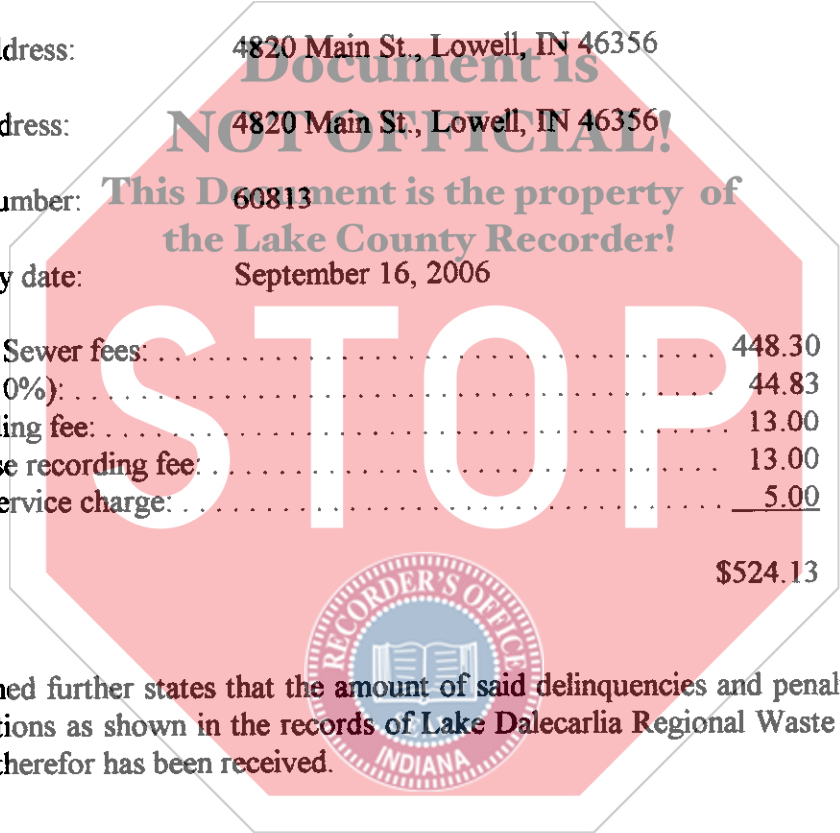 ddress: 4820 Main St., Lowell, IN 46356
Document is
dress: 4820 Main St., Lowell, IN 46356
NOT OFFICIAL!
umber: 60813
This Document is the property of
the Lake County Recorder!
y date: September 16, 2006
STOP
Sewer fees: 448.30
0%): 44.83
ling fee: 13.00
se recording fee: 13.00
ervice charge: 5.00
$524.13
RECORDER'S OFFICE
INDIANA
ned further states that the amount of said delinquencies and penal
tions as shown in the records of Lake Dalecarlia Regional Waste
therefor has been received.